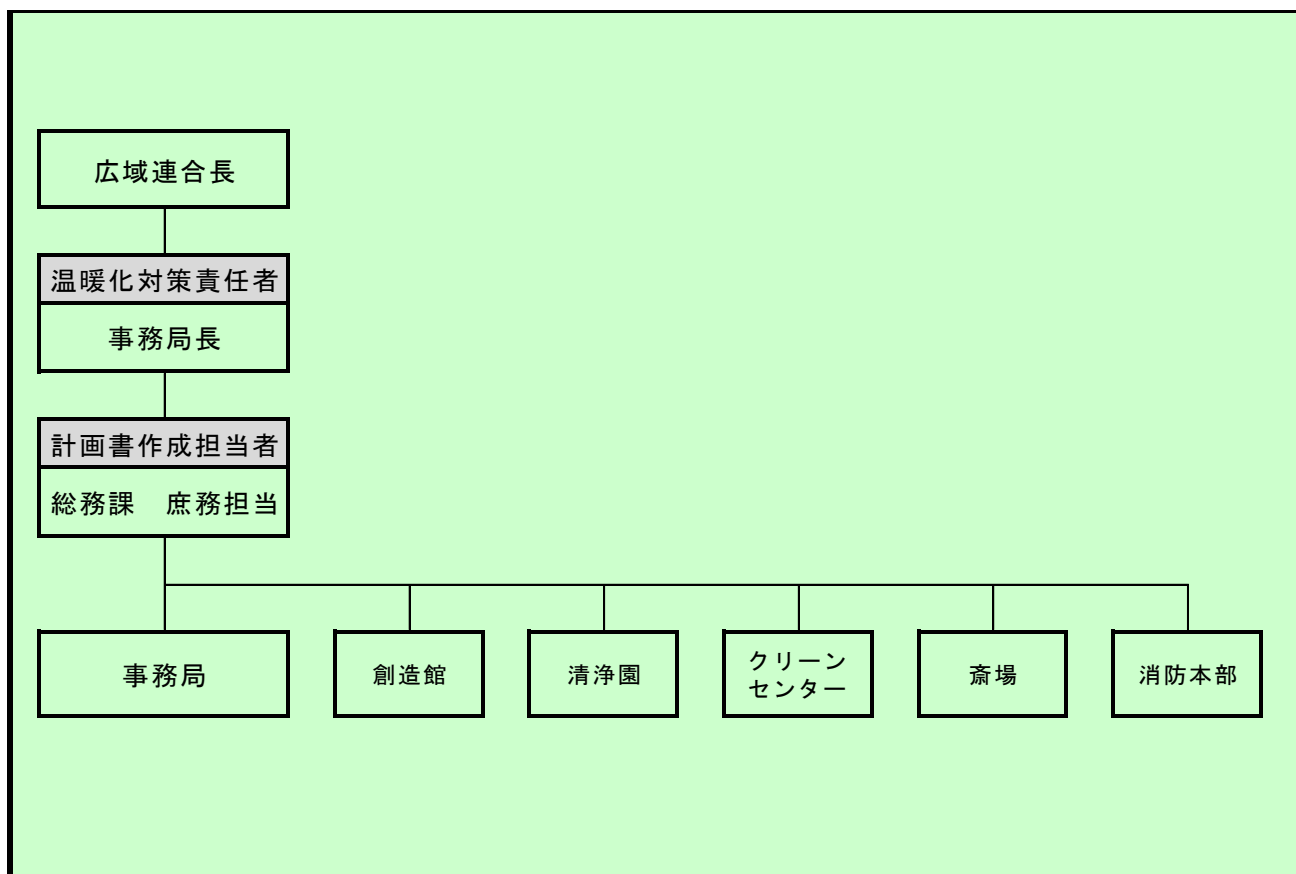 広域連合長
温暖化対策責任者
事務局長
計画書作成担当者
総務課　庶務担当
事務局
創造館
清浄園
クリーン
センター
斎場
消防本部